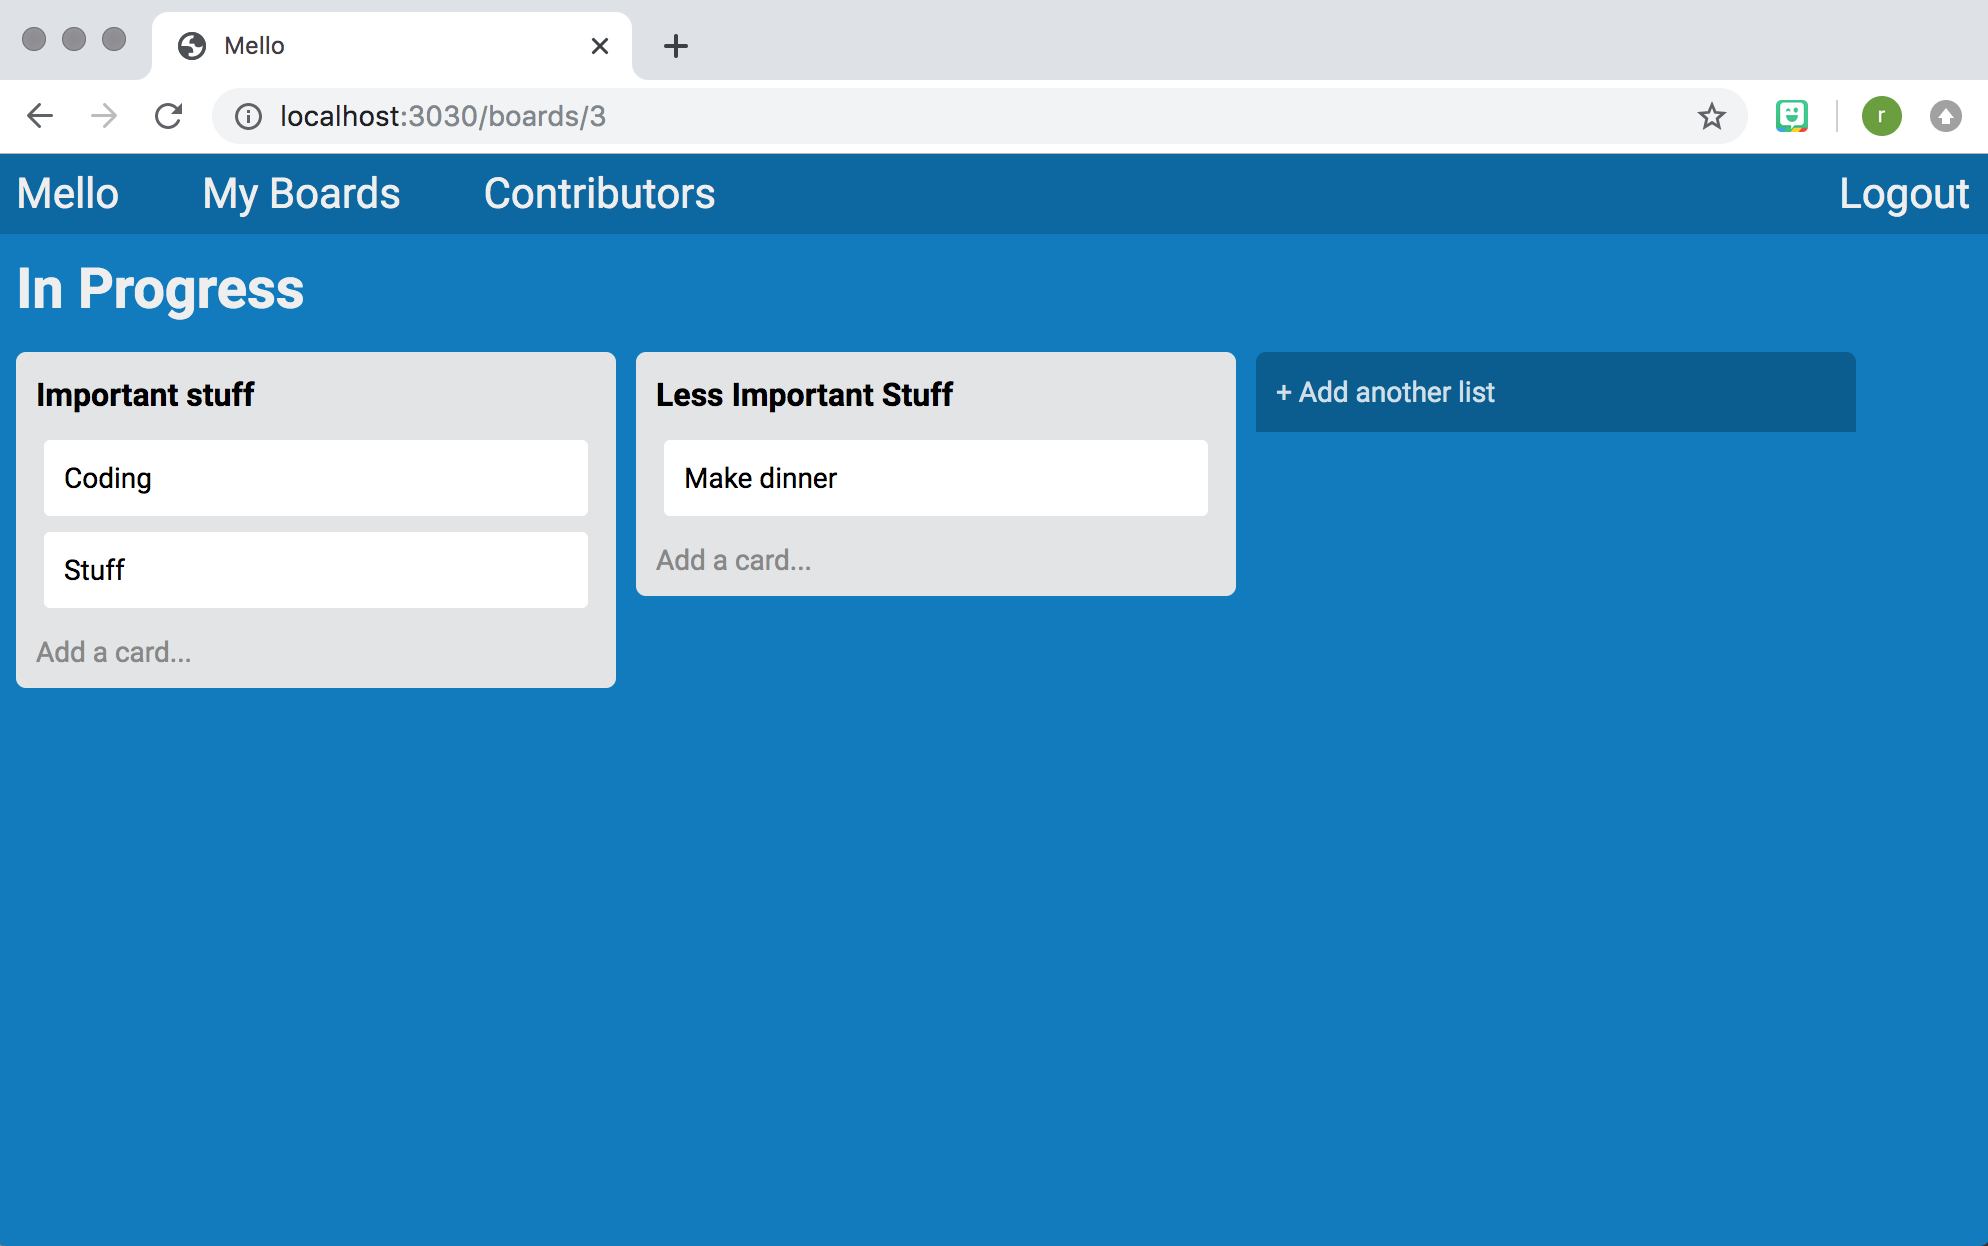 Mello
localhost:3030/boards/3
r
Mello My Boards Contributors Logout
In Progress
Important stuff
Coding
Stuff
Add a card...
Less Important Stuff
Make dinner
Add a card...
+ Add another list